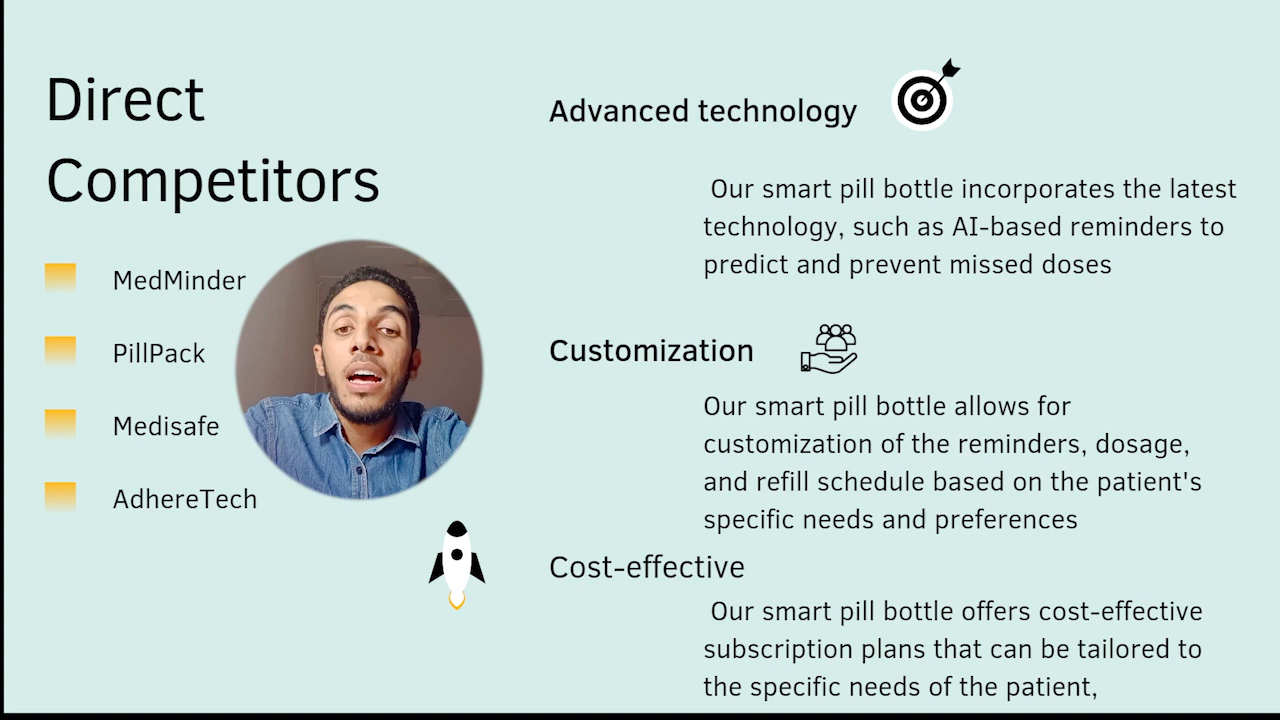 Direct
Competitors
MedMinder
PillPack
Medisafe
AdhereTech
Advanced technology
Our smart pill bottle incorporates the latest
technology, such as AI-based reminders to
predict and prevent missed doses
Customization
Our smart pill bottle allows for
customization of the reminders, dosage,
and refill schedule based on the patient's
specific needs and preferences
Cost-effective
Our smart pill bottle offers cost-effective
subscription plans that can be tailored to
the specific needs of the patient,